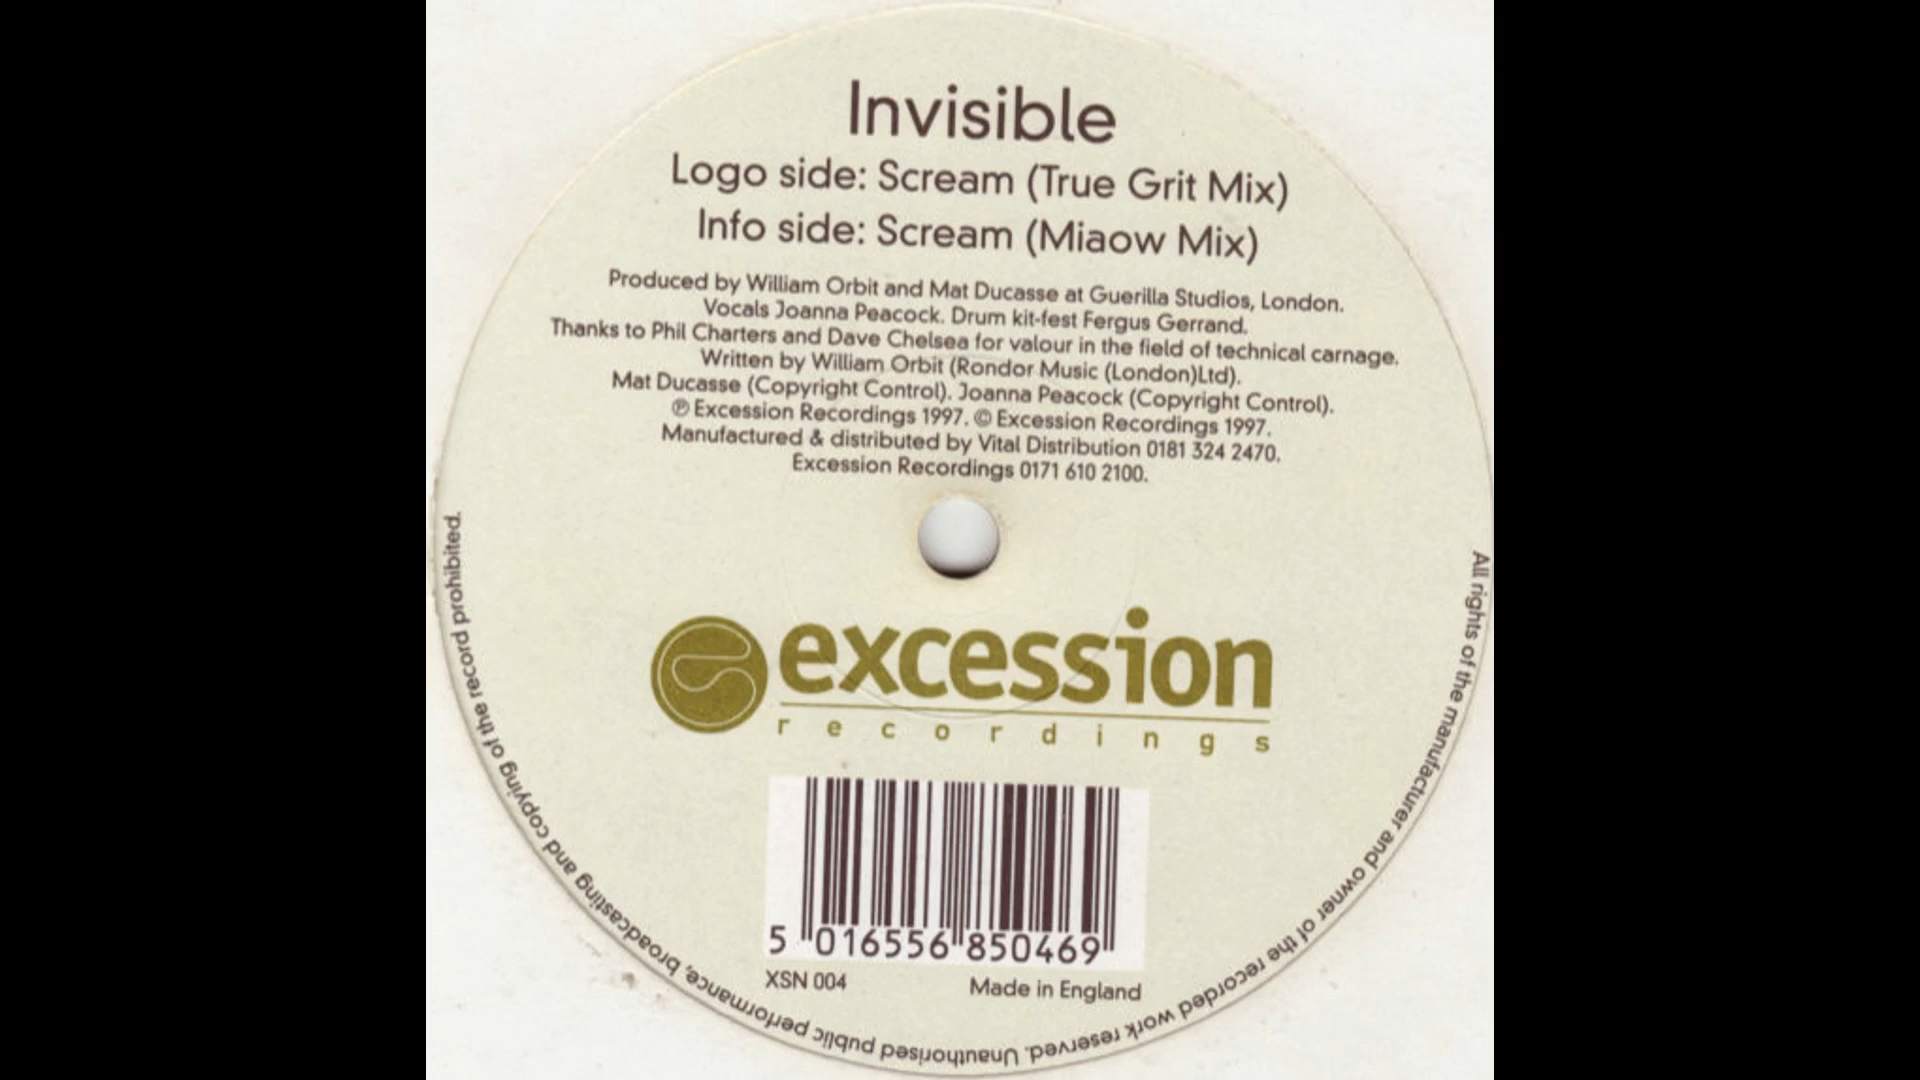 Invisible
Logo side: Scream (True Grit Mix)
Info side: Scream (Miaow Mix)
Produced by William Orbit and Mat Ducasse at Guerilla Studios, London.
Vocals Joanna Peacock. Drum kit-fest Fergus Gerrand.
Thanks to Phil Charters and Dave Chelsea for valour in the field of technical carnage.
Written by William Orbit (Rondor Music (London)Ltd).
Mat Ducasse (Copyright Control). Joanna Peacock (Copyright Control).
℗ Excession Recordings 1997. © Excession Recordings 1997.
Manufactured & distributed by Vital Distribution 0181 324 2470.
Excession Recordings 0171 610 2100.
excession
recordings
5 016556 850469
XSN 004 Made in England
All rights of the manufacturer and owner of the recorded work reserved. Unauthorised public performance, broadcasting and copying of the record prohibited.